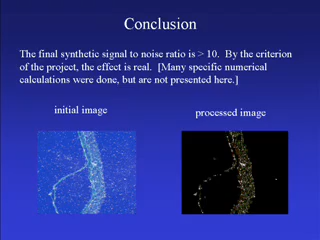 Conclusion
The final synthetic signal to noise ratio is > 10.  By the criterion
of the project, the effect is real.  [Many specific numerical
calculations were done, but are not presented here.]
initial image
processed image